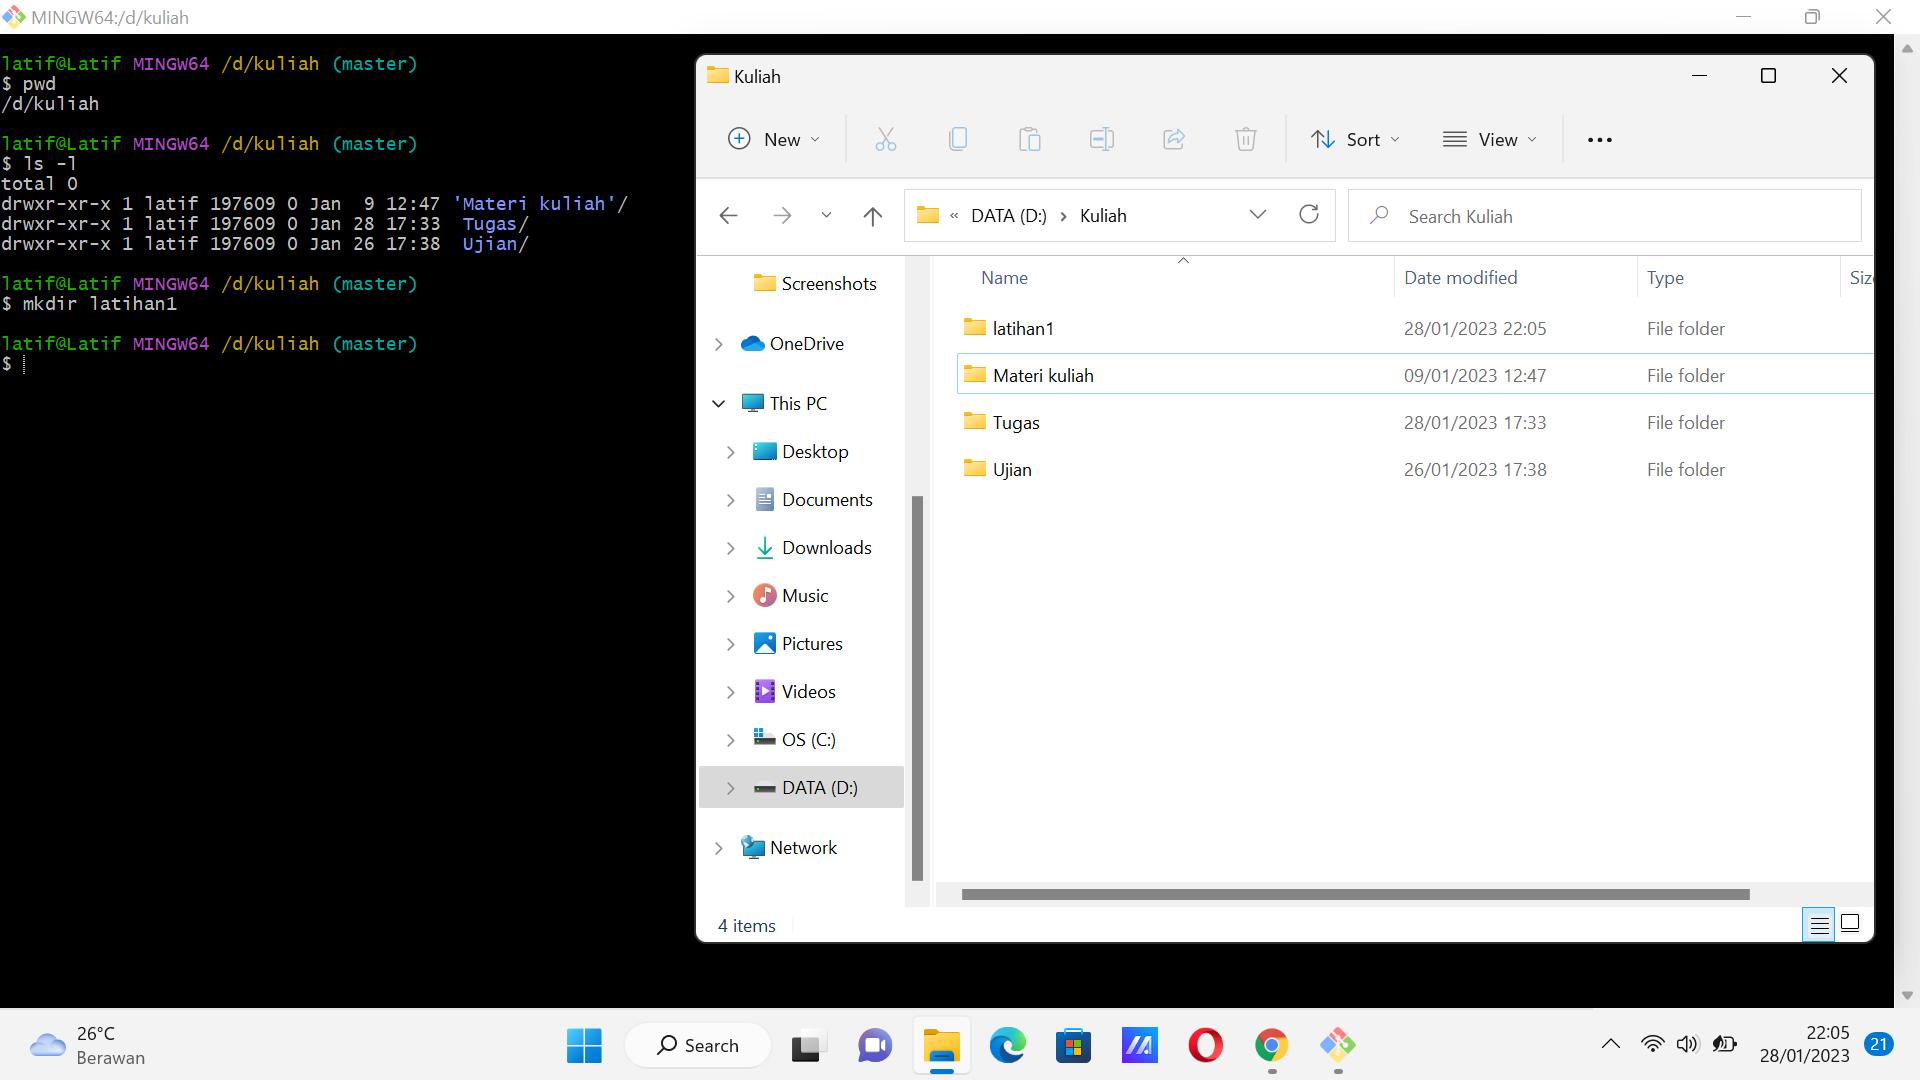 MINGW64:/d/kuliah
latif@Latif MINGW64 /d/kuliah (master)
$ pwd
/d/kuliah
latif@Latif MINGW64 /d/kuliah (master)
$ ls -l
total 0
drwxr-xr-x 1 latif 197609 0 Jan  9 12:47 'Materi kuliah'/
drwxr-xr-x 1 latif 197609 0 Jan 28 17:33  Tugas/
drwxr-xr-x 1 latif 197609 0 Jan 26 17:38  Ujian/
latif@Latif MINGW64 /d/kuliah (master)
$ mkdir latihan1
latif@Latif MINGW64 /d/kuliah (master)
$
Kuliah
New
Sort
View
« DATA (D:) › Kuliah
Search Kuliah
Screenshots
OneDrive
This PC
Desktop
Documents
Downloads
Music
Pictures
Videos
OS (C:)
DATA (D:)
Network
Name Date modified Type Siz
latihan1 28/01/2023 22:05 File folder
Materi kuliah 09/01/2023 12:47 File folder
Tugas 28/01/2023 17:33 File folder
Ujian 26/01/2023 17:38 File folder
4 items
26°C
Berawan
Search
22:05
28/01/2023
21